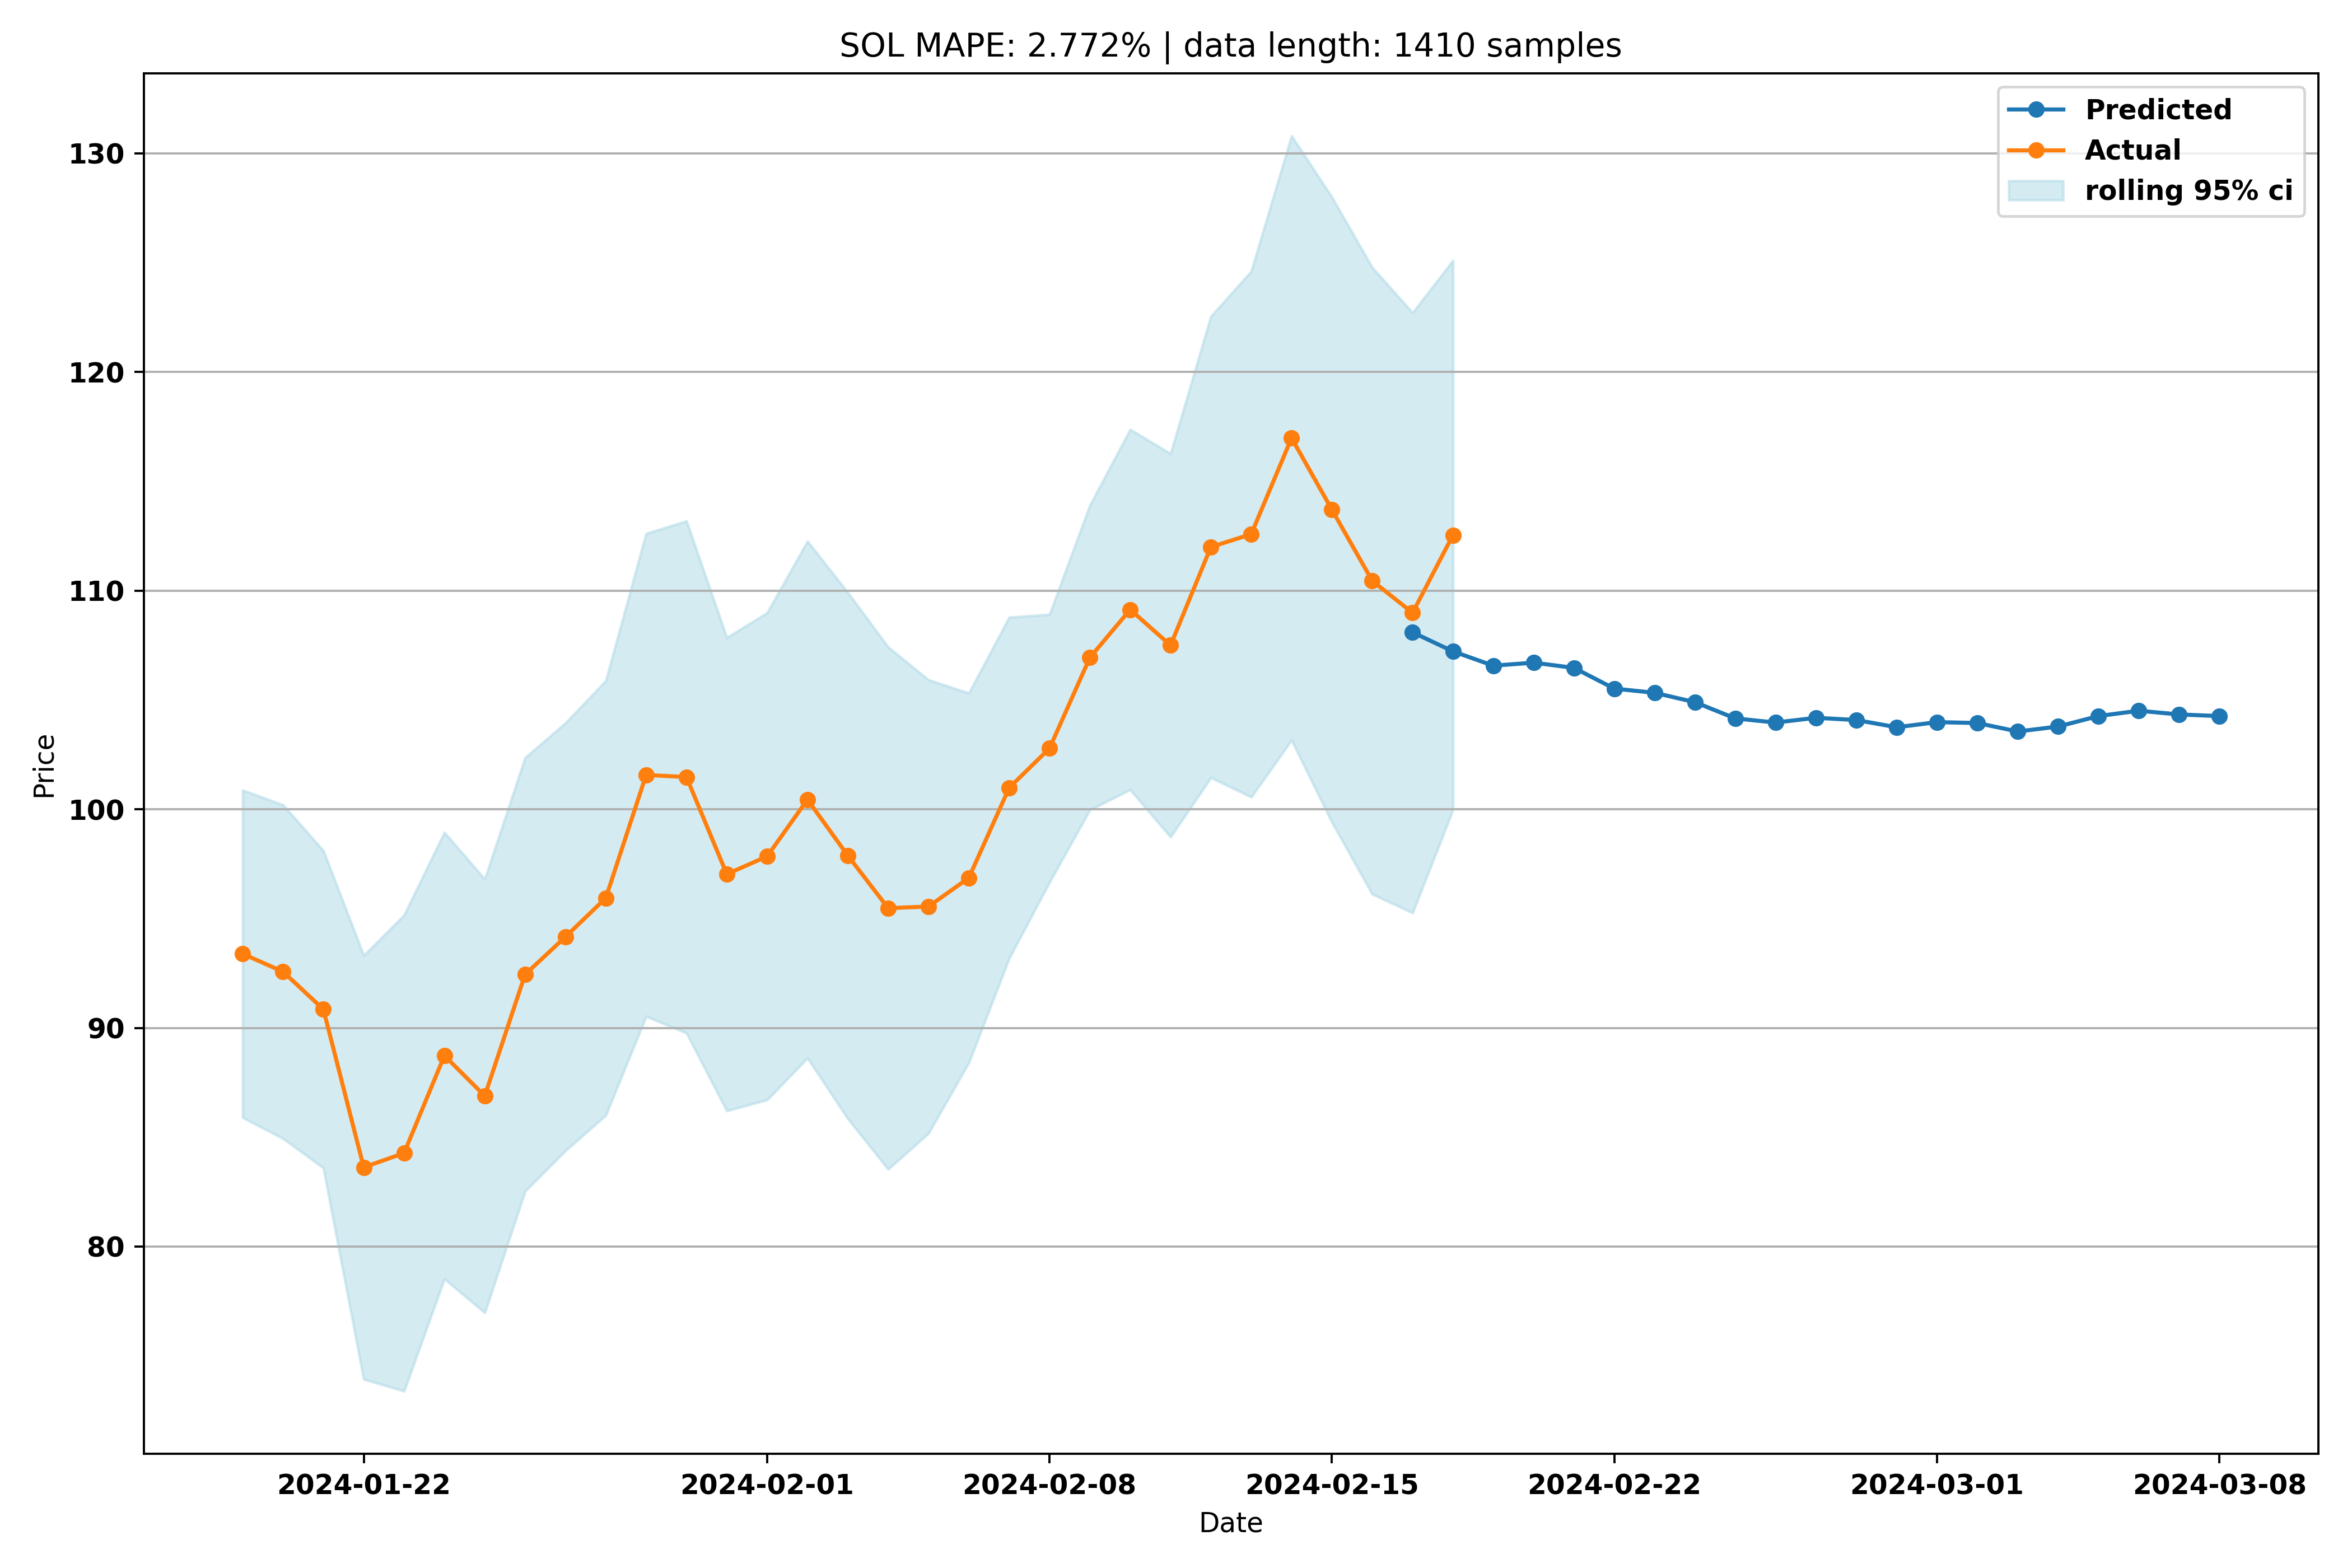 SOL MAPE: 2.772% | data length: 1410 samples
Predicted
Actual
rolling 95% ci
130
120
110
100
90
80
Price
2024-01-22
2024-02-01
2024-02-08
2024-02-15
2024-02-22
2024-03-01
2024-03-08
Date